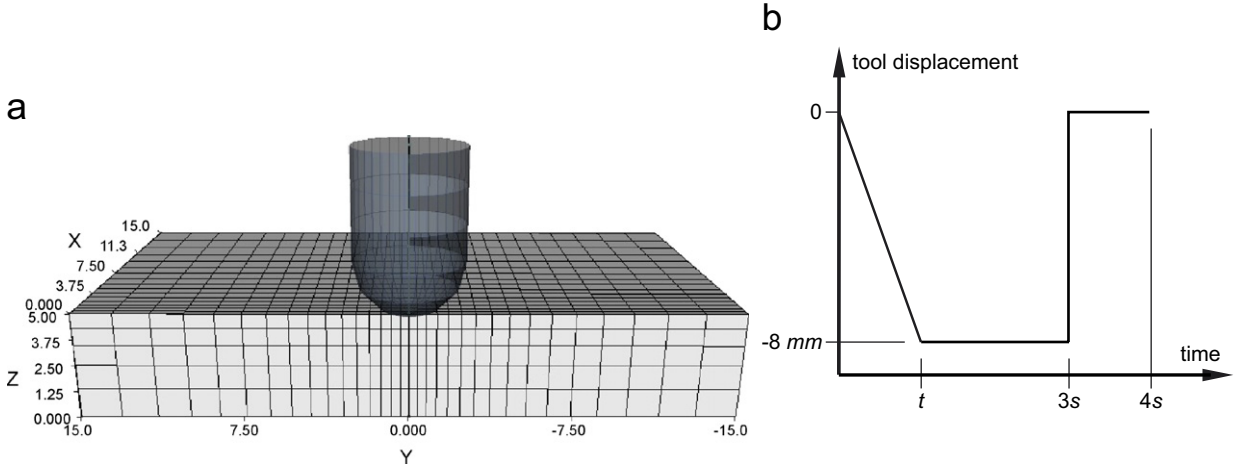 a
X
15.0
11.3
7.50
3.75
0.000
5.00
3.75
2.50
1.25
0.000
Z
15.0 7.50 0.000 -7.50 -15.0
Y
b
tool displacement
0
-8 mm
time
t 3s 4s